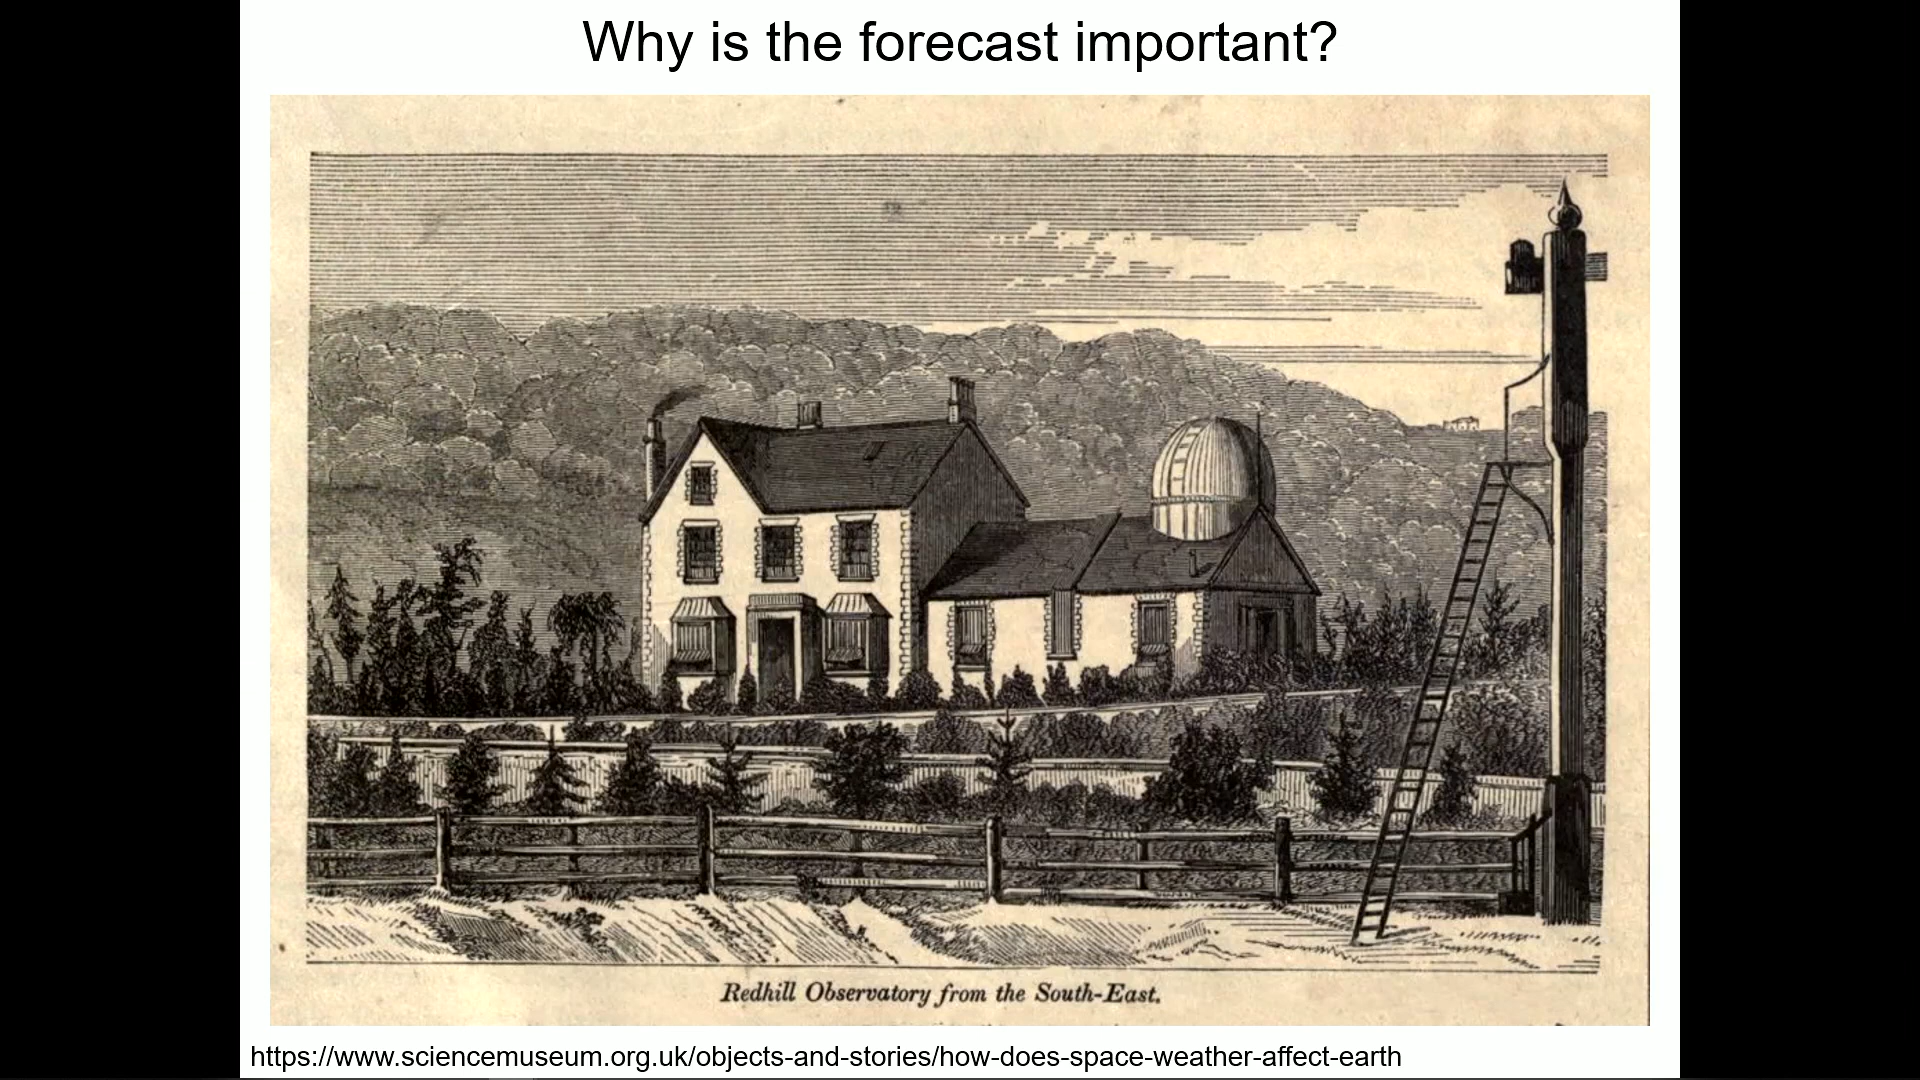 Why is the forecast important?
Redhill Observatory from the South-East.
https://www.sciencemuseum.org.uk/objects-and-stories/how-does-space-weather-affect-earth